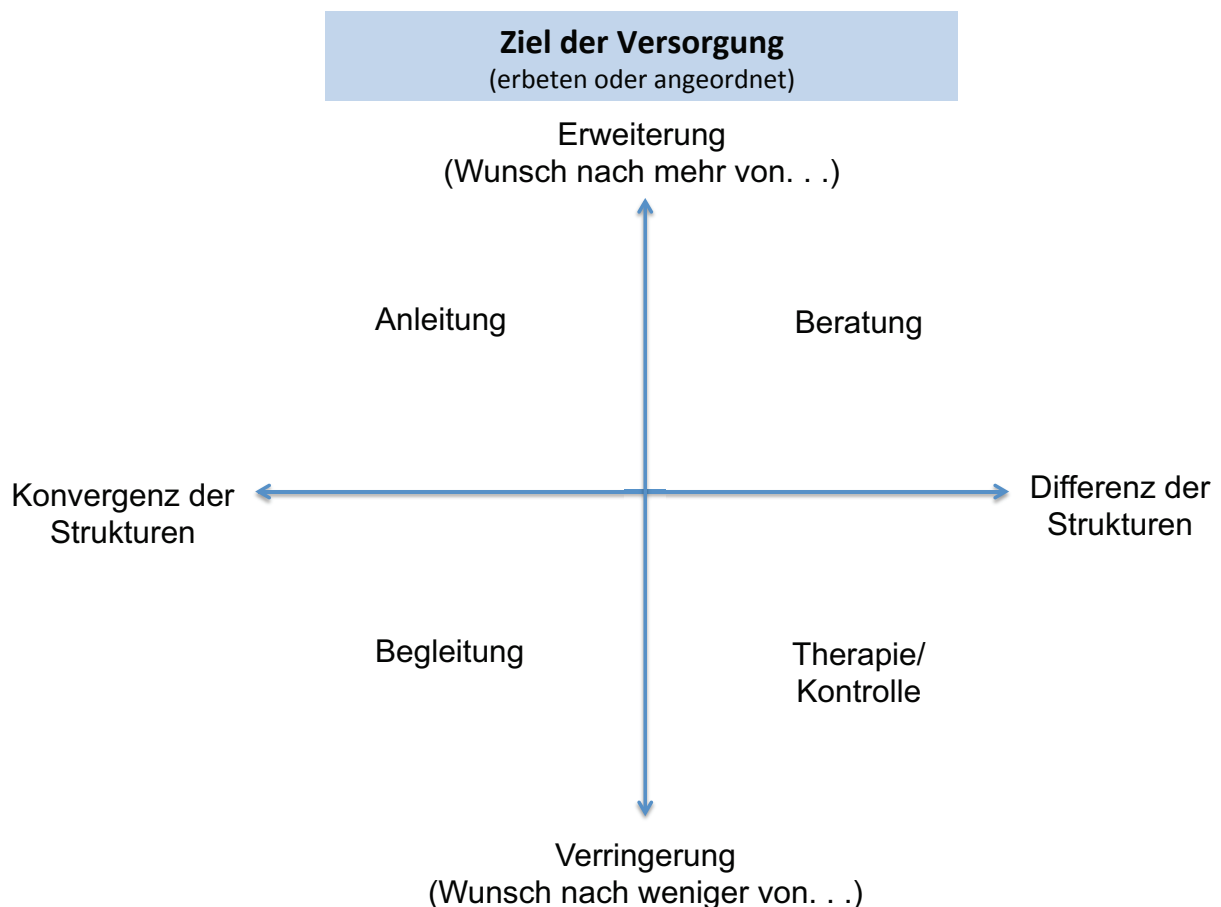 Ziel der Versorgung
(erbeten oder angeordnet)
Erweiterung
(Wunsch nach mehr von. . .)
Anleitung
Beratung
Konvergenz der
Strukturen
Differenz der
Strukturen
Begleitung
Therapie/
Kontrolle
Verringerung
(Wunsch nach weniger von. . .)